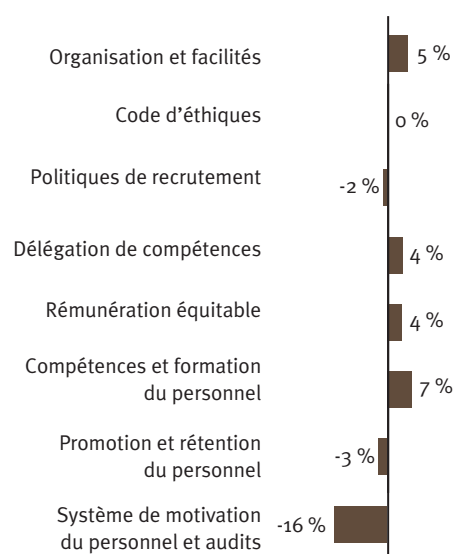 Organisation et facilités
5 %
Code d'éthiques
0 %
Politiques de recrutement
-2 %
Délégation de compétences
4 %
Rémunération équitable
4 %
Compétences et formation
du personnel
7 %
Promotion et rétention
du personnel
-3 %
Système de motivation
du personnel et audits
-16 %